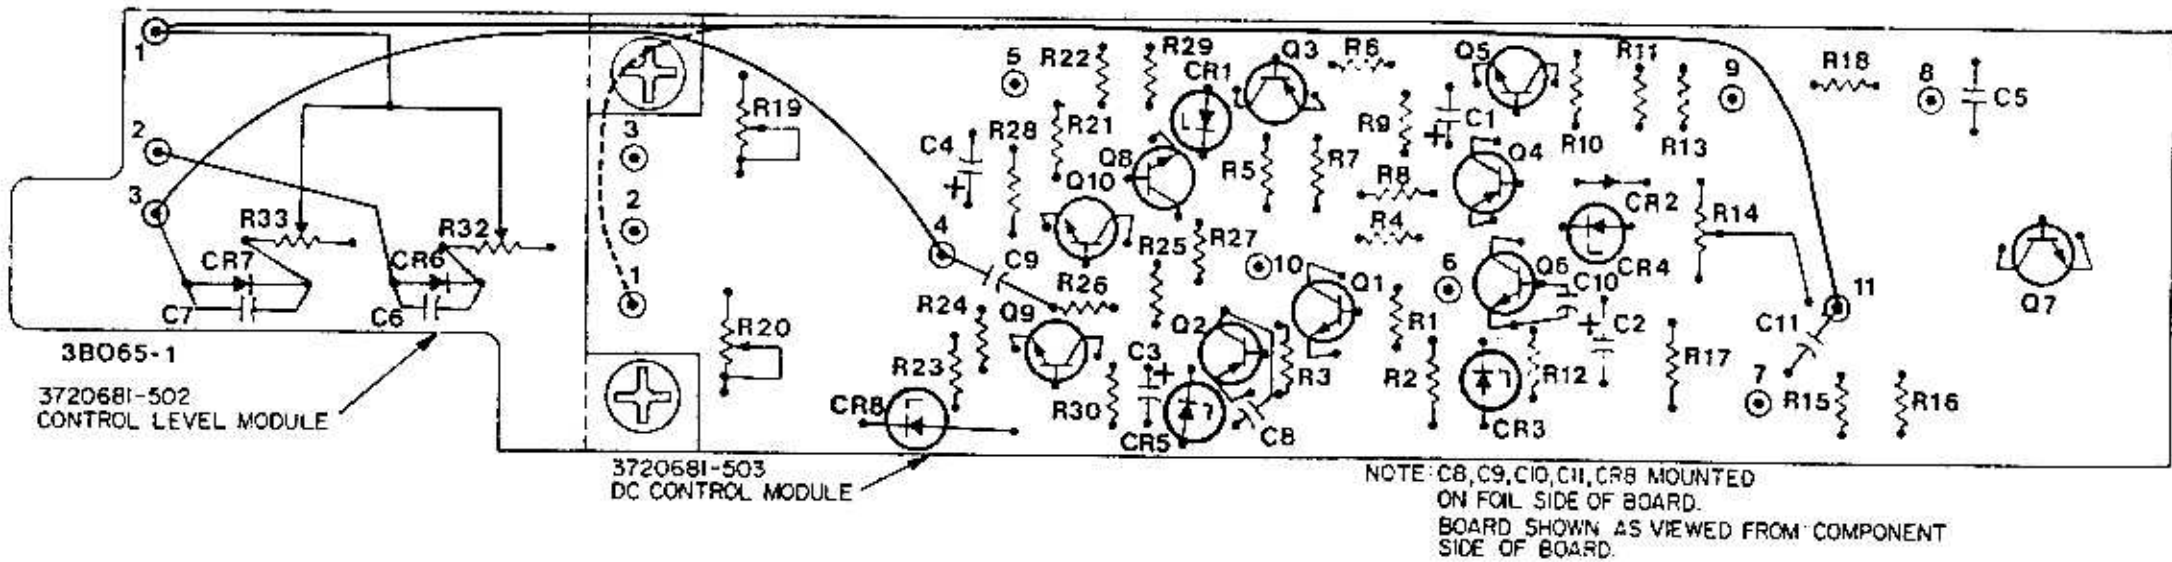 1
2
3
R33
R32
CR7
CR6
C7
C6
3BO65-1
3720681-502
CONTROL LEVEL MODULE
3
2
1
R19
R20
3720681-503
DC CONTROL MODULE
5
R22
R29
Q3
R6
Q5
R11
9
R18
8
C5
CR1
C4
R28
R21
Q8
R5
R7
R9
C1
Q4
R10
R13
Q10
R8
R4
CR2
R14
4
C9
R25
R27
10
6
Q6
CR4
C10
11
Q7
R24
Q9
R26
Q2
Q1
R1
C2
C11
R23
C3
R3
R2
R12
R17
7
R15
R16
CR8
R30
CR5
C8
CR3
NOTE: C8, C9, C10, C11, CR8 MOUNTED
ON FOIL SIDE OF BOARD.
BOARD SHOWN AS VIEWED FROM COMPONENT
SIDE OF BOARD.